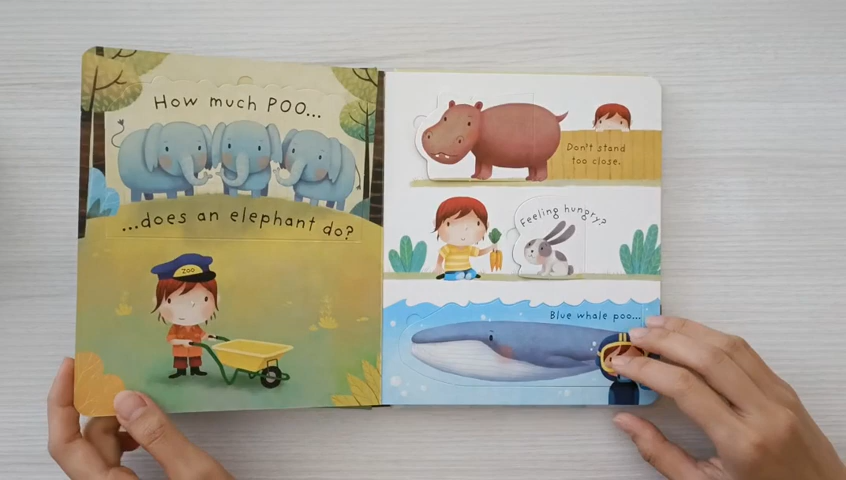 How much POO...
...does an elephant do?
ZOO
Don't stand
too close.
Feeling hungry?
Blue whale poo...